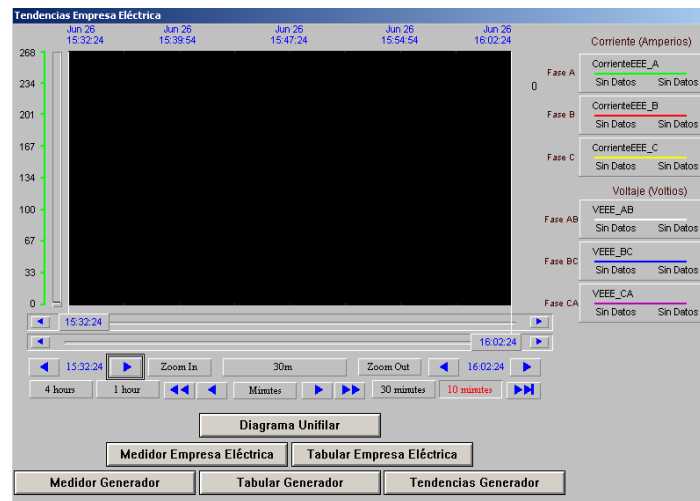 Tendencias Empresa Eléctrica
Jun 26 Jun 26 Jun 26 Jun 26 Jun 26
15:32:24 15:39:54 15:47:24 15:54:54 16:02:24
268
234
201
167
134
100
67
33
0
0
Corriente (Amperios)
Fase A
CorrienteEEE_A
Sin Datos Sin Datos
Fase B
CorrienteEEE_B
Sin Datos Sin Datos
Fase C
CorrienteEEE_C
Sin Datos Sin Datos
Voltaje (Voltios)
Fase AB
VEEE_AB
Sin Datos Sin Datos
Fase BC
VEEE_BC
Sin Datos Sin Datos
Fase CA
VEEE_CA
Sin Datos Sin Datos
15:32:24
16:02:24
15:32:24 Zoom In 30m Zoom Out 16:02:24
4 hours 1 hour Minutes 30 minutes 10 minutes
Diagrama Unifilar
Medidor Empresa Eléctrica Tabular Empresa Eléctrica
Medidor Generador Tabular Generador Tendencias Generador